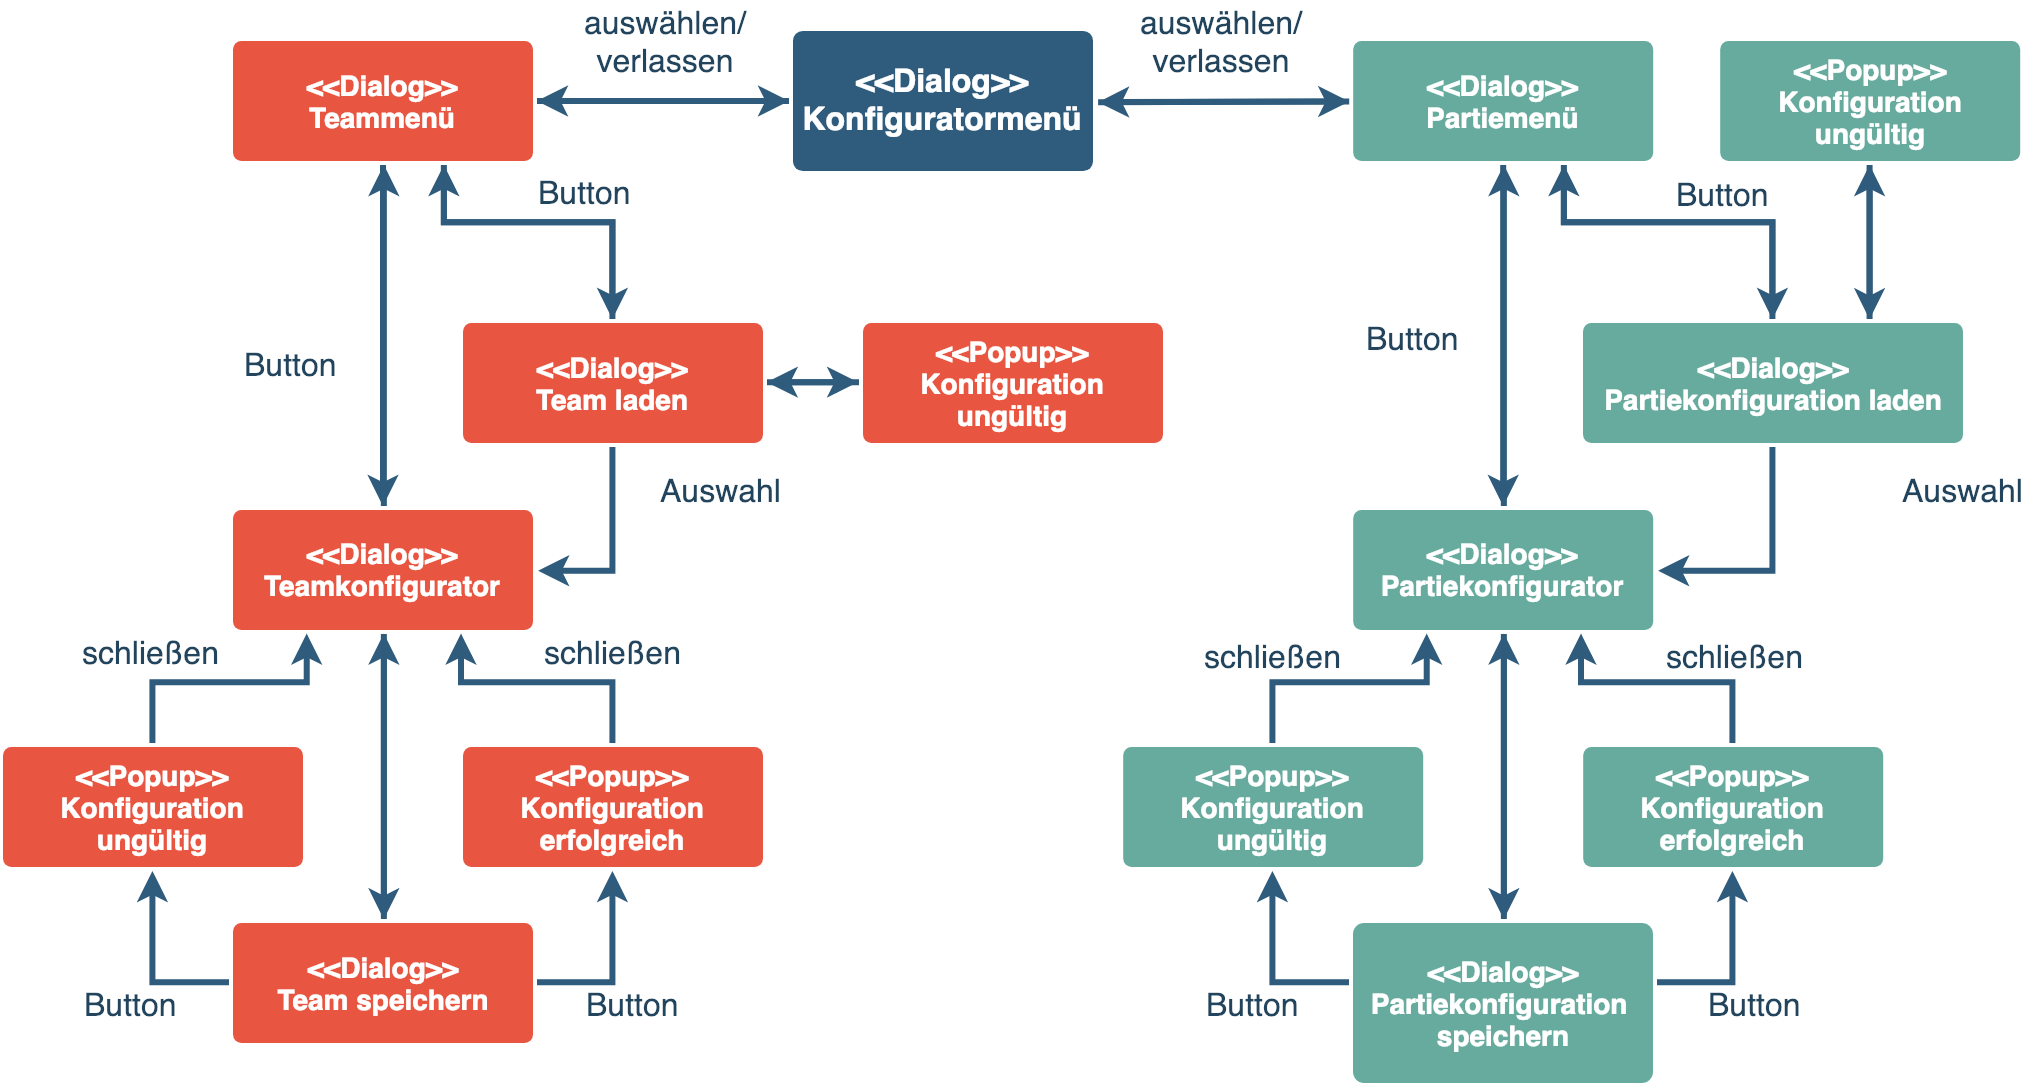 auswählen/
verlassen
auswählen/
verlassen
<<Dialog>>
Teammenü
<<Dialog>>
Konfiguratormenü
<<Dialog>>
Partiemenü
<<Popup>>
Konfiguration
ungültig
Button
Button
Button
Button
<<Dialog>>
Team laden
<<Popup>>
Konfiguration
ungültig
<<Dialog>>
Partiekonfiguration laden
Auswahl
Auswahl
<<Dialog>>
Teamkonfigurator
<<Dialog>>
Partiekonfigurator
schließen
schließen
schließen
schließen
<<Popup>>
Konfiguration
ungültig
<<Popup>>
Konfiguration
erfolgreich
<<Popup>>
Konfiguration
ungültig
<<Popup>>
Konfiguration
erfolgreich
<<Dialog>>
Team speichern
<<Dialog>>
Partiekonfiguration
speichern
Button
Button
Button
Button